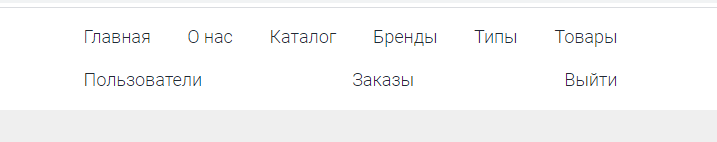 Главная О нас Каталог Бренды Типы Товары
Пользователи Заказы Выйти